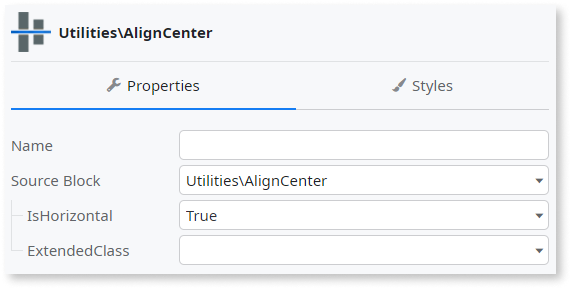 Utilities\AlignCenter
Properties
Styles
Name
Source Block
Utilities\AlignCenter
IsHorizontal
True
ExtendedClass